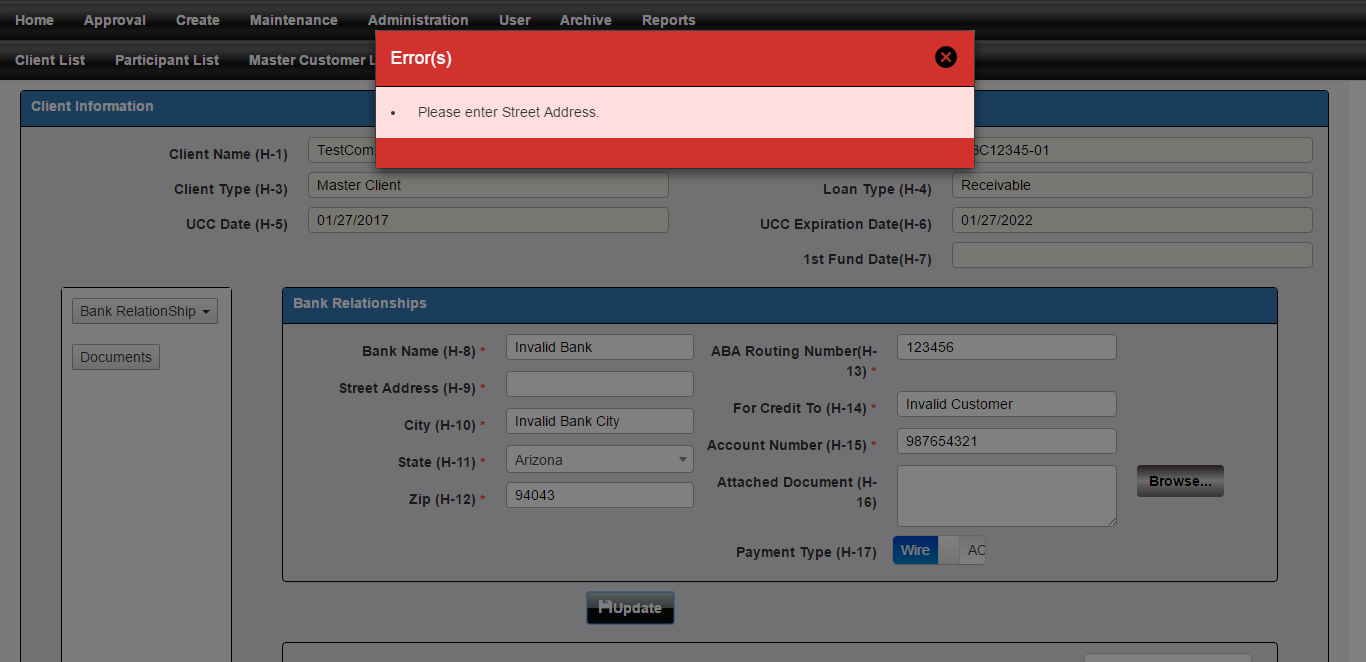 Home Approval Create Maintenance Administration User Archive Reports
Client List Participant List Master Customer
Error(s)
Please enter Street Address.
Client Information
Client Name (H-1) TestCom C12345-01
Client Type (H-3) Master Client Loan Type (H-4) Receivable
UCC Date (H-5) 01/27/2017 UCC Expiration Date(H-6) 01/27/2022
1st Fund Date(H-7)
Bank RelationShip
Documents
Bank Relationships
Bank Name (H-8) * Invalid Bank
Street Address (H-9) *
City (H-10) * Invalid Bank City
State (H-11) * Arizona
Zip (H-12) * 94043
ABA Routing Number(H-
13) * 123456
For Credit To (H-14) * Invalid Customer
Account Number (H-15) * 987654321
Attached Document (H-
16) Browse...
Payment Type (H-17) Wire AC
Update